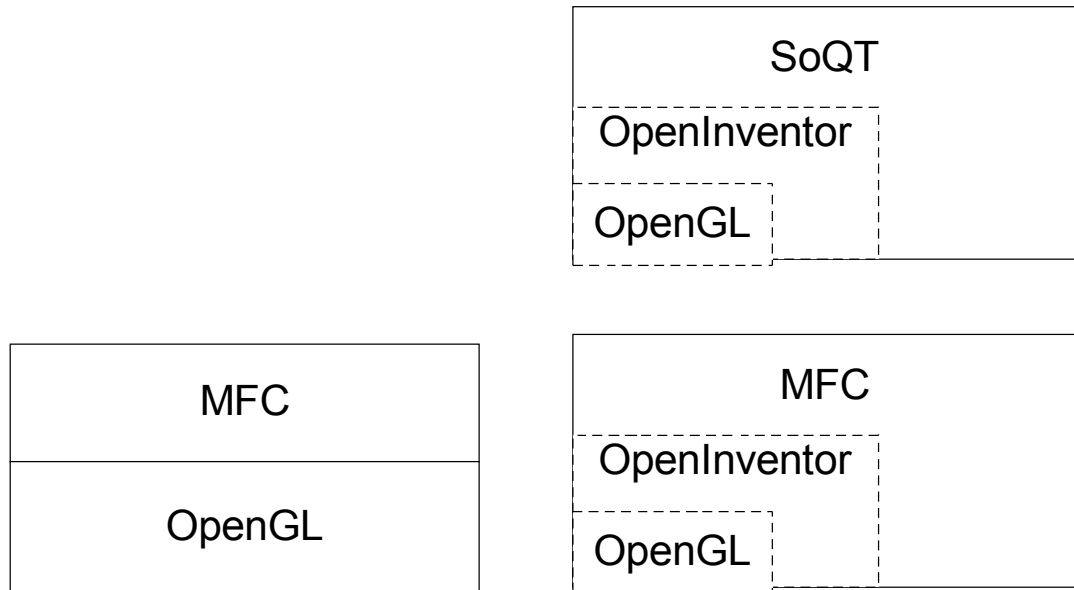 SoQT
OpenInventor
OpenGL
MFC
OpenGL
MFC
OpenInventor
OpenGL